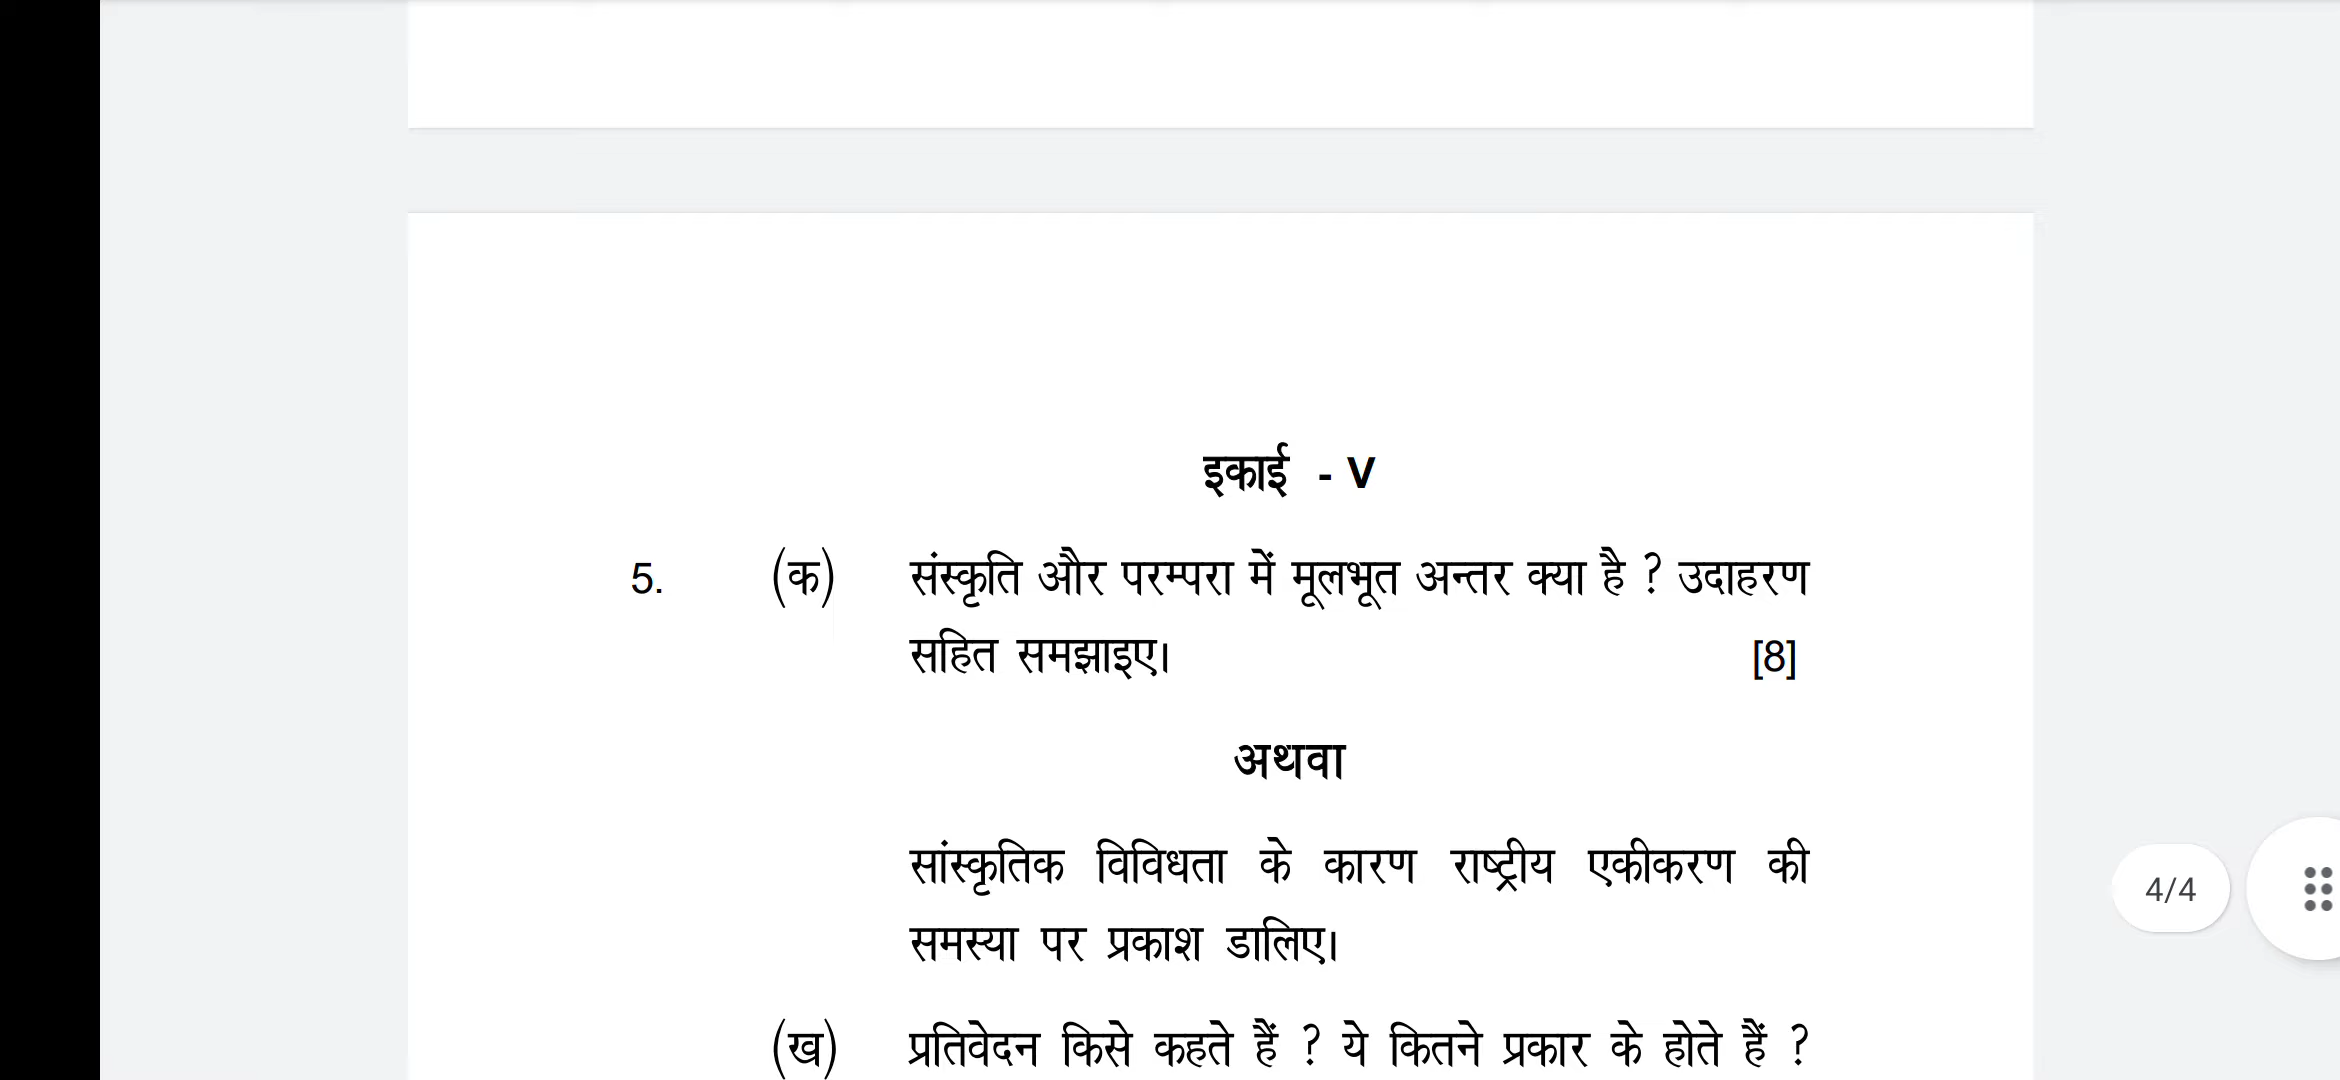 इकाई - V
5. (क) संस्कृति और परम्परा में मूलभूत अन्तर क्या है ? उदाहरण
सहित समझाइए। [8]
अथवा
सांस्कृतिक विविधता के कारण राष्ट्रीय एकीकरण की
समस्या पर प्रकाश डालिए।
4/4
(ख) प्रतिवेदन किसे कहते हैं ? ये कितने प्रकार के होते हैं ?